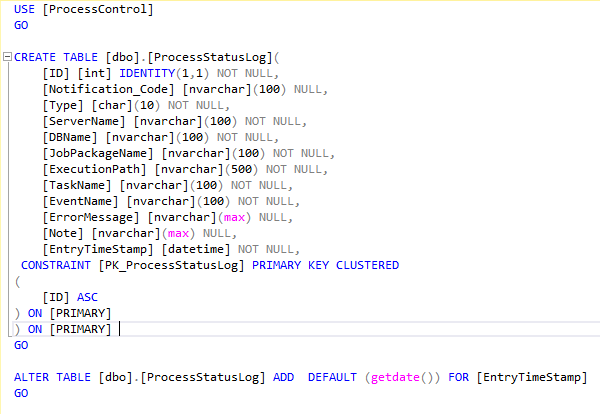 USE [ProcessControl]
GO
CREATE TABLE [dbo].[ProcessStatusLog](
[ID] [int] IDENTITY(1,1) NOT NULL,
[Notification_Code] [nvarchar](100) NULL,
[Type] [char](10) NOT NULL,
[ServerName] [nvarchar](100) NOT NULL,
[DBName] [nvarchar](100) NOT NULL,
[JobPackageName] [nvarchar](100) NOT NULL,
[ExecutionPath] [nvarchar](500) NOT NULL,
[TaskName] [nvarchar](100) NOT NULL,
[EventName] [nvarchar](100) NOT NULL,
[ErrorMessage] [nvarchar](max) NULL,
[Note] [nvarchar](max) NULL,
[EntryTimeStamp] [datetime] NOT NULL,
CONSTRAINT [PK_ProcessStatusLog] PRIMARY KEY CLUSTERED
(
[ID] ASC
) ON [PRIMARY]
) ON [PRIMARY]
GO
ALTER TABLE [dbo].[ProcessStatusLog] ADD  DEFAULT (getdate()) FOR [EntryTimeStamp]
GO